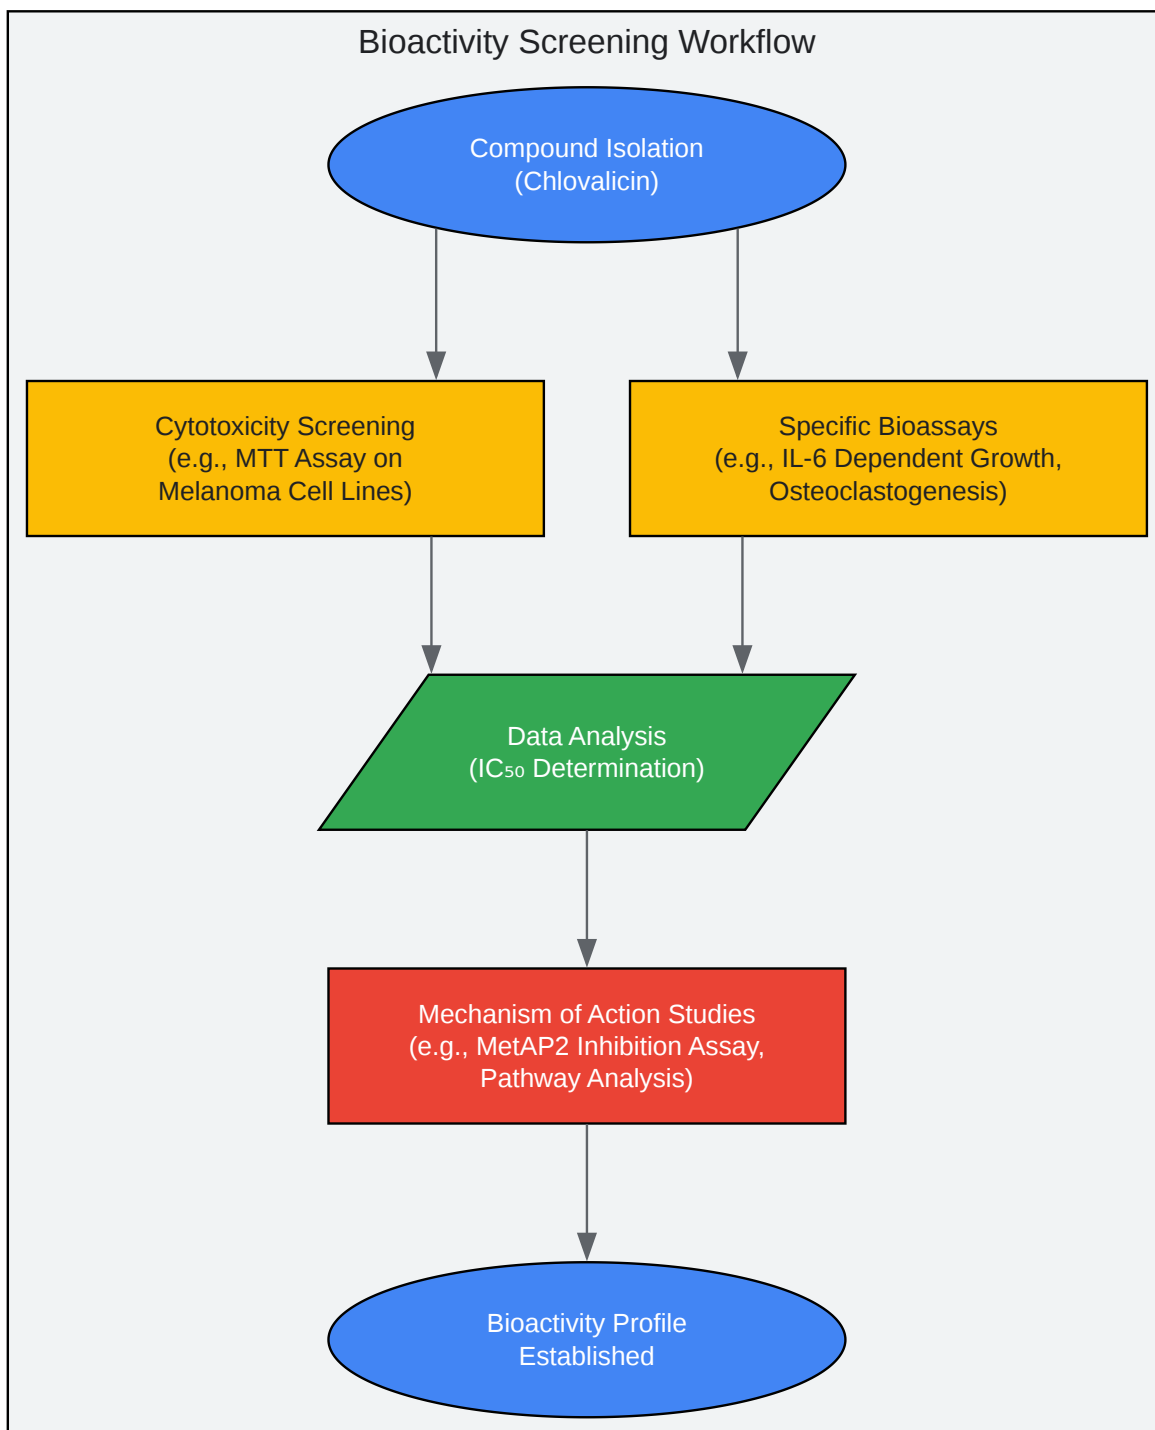 Bioactivity Screening Workflow
Compound Isolation
(Chlovalicin)
Cytotoxicity Screening
(e.g., MTT Assay on
Melanoma Cell Lines)
Specific Bioassays
(e.g., IL-6 Dependent Growth,
Osteoclastogenesis)
Data Analysis
(IC₅₀ Determination)
Mechanism of Action Studies
(e.g., MetAP2 Inhibition Assay,
Pathway Analysis)
Bioactivity Profile
Established